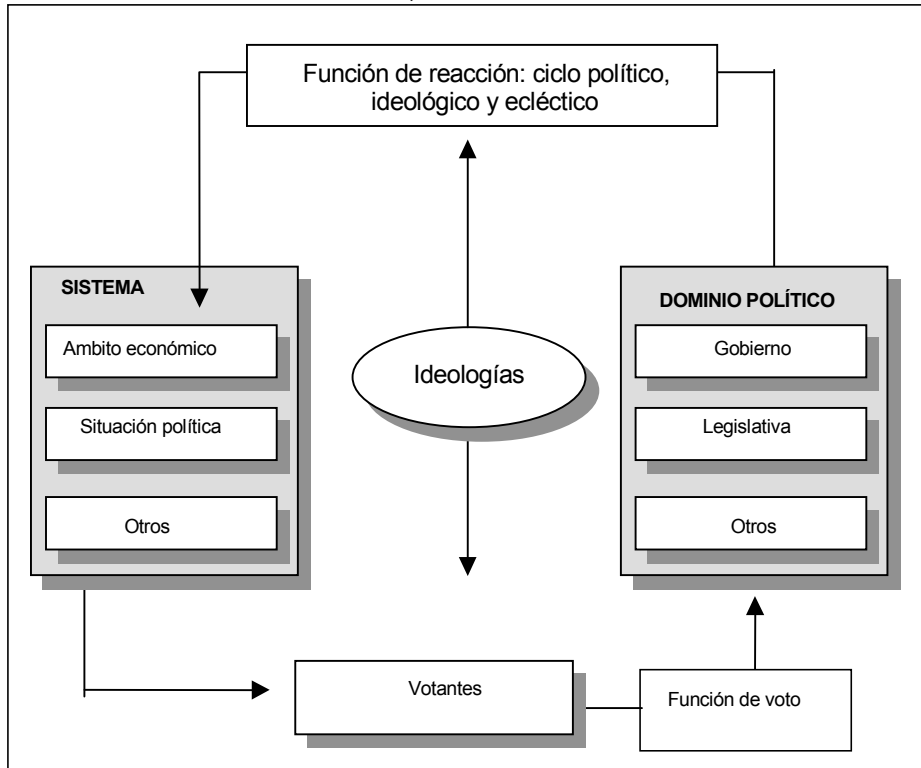 Función de reacción: ciclo político,
ideológico y ecléctico
SISTEMA
Ambito económico
Situación política
Otros
Ideologías
DOMINIO POLÍTICO
Gobierno
Legislativa
Otros
Votantes
Función de voto